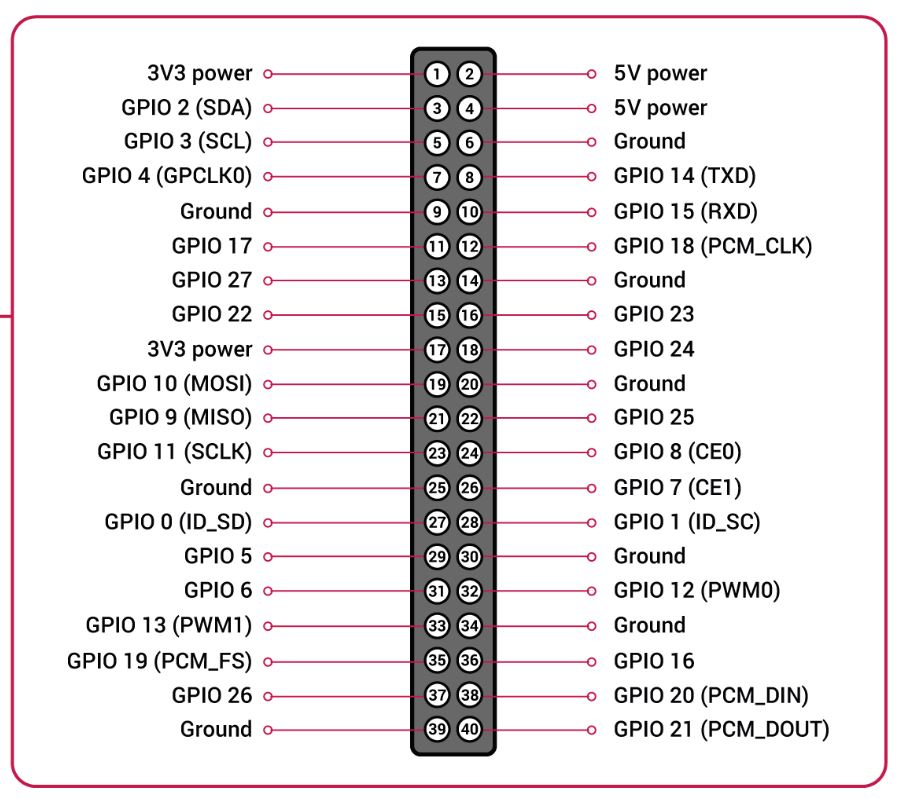 3V3 power 1 2 5V power
GPIO 2 (SDA) 3 4 5V power
GPIO 3 (SCL) 5 6 Ground
GPIO 4 (GPCLK0) 7 8 GPIO 14 (TXD)
Ground 9 10 GPIO 15 (RXD)
GPIO 17 11 12 GPIO 18 (PCM_CLK)
GPIO 27 13 14 Ground
GPIO 22 15 16 GPIO 23
3V3 power 17 18 GPIO 24
GPIO 10 (MOSI) 19 20 Ground
GPIO 9 (MISO) 21 22 GPIO 25
GPIO 11 (SCLK) 23 24 GPIO 8 (CE0)
Ground 25 26 GPIO 7 (CE1)
GPIO 0 (ID_SD) 27 28 GPIO 1 (ID_SC)
GPIO 5 29 30 Ground
GPIO 6 31 32 GPIO 12 (PWM0)
GPIO 13 (PWM1) 33 34 Ground
GPIO 19 (PCM_FS) 35 36 GPIO 16
GPIO 26 37 38 GPIO 20 (PCM_DIN)
Ground 39 40 GPIO 21 (PCM_DOUT)